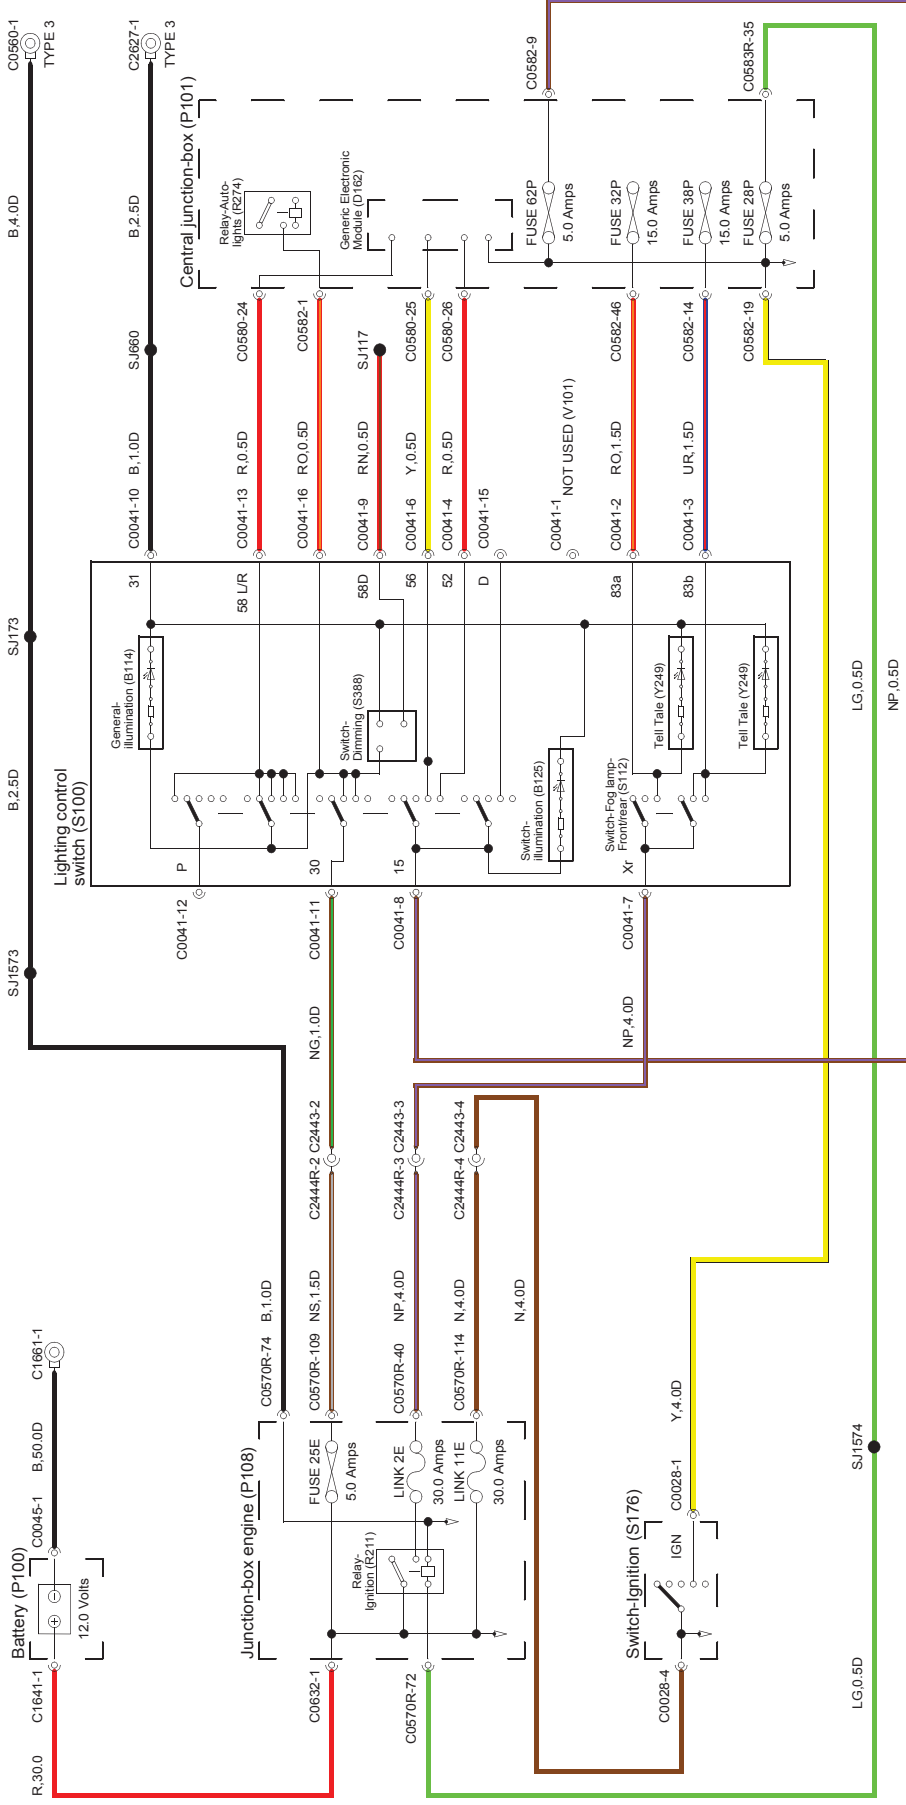 C0560-1
TYPE 3
C2627-1
TYPE 3
C0582-9
C0583R-35
B,4.0D
B,2.5D
Central junction-box (P101)
Relay-Auto-
lights (R274)
Generic Electronic
Module (D162)
FUSE 62P
5.0 Amps
FUSE 32P
15.0 Amps
FUSE 38P
15.0 Amps
FUSE 28P
5.0 Amps
SJ660
C0580-24
C0582-1
SJ117
C0580-25
C0580-26
C0582-46
C0582-14
C0582-19
B,1.0D
R,0.5D
RO,0.5D
RN,0.5D
Y,0.5D
R,0.5D
NOT USED (V101)
RO,1.5D
UR,1.5D
C0041-10
C0041-13
C0041-16
C0041-9
C0041-6
C0041-4
C0041-15
C0041-1
C0041-2
C0041-3
SJ173
31
58 L/R
58D
56
52
D
83a
83b
LG,0.5D
NP,0.5D
B,2.5D
Lighting control
switch (S100)
General-
illumination (B114)
Switch-
Dimming (S388)
Switch-
illumination (B125)
Tell Tale (Y249)
Tell Tale (Y249)
Switch-Fog lamp-
Front/rear (S112)
P
30
15
Xr
SJ1573
C0041-12
C0041-11
C0041-8
C0041-7
NG,1.0D
NP,4.0D
C2443-2
C2443-3
C2443-4
C2444R-2
C2444R-3
C2444R-4
B,1.0D
NS,1.5D
NP,4.0D
N,4.0D
N,4.0D
C1661-1
C0570R-74
C0570R-109
C0570R-40
C0570R-114
Y,4.0D
B,50.0D
Junction-box engine (P108)
FUSE 25E
5.0 Amps
LINK 2E
30.0 Amps
LINK 11E
30.0 Amps
SJ1574
C0045-1
C0028-1
Battery (P100)
12.0 Volts
Relay-
Ignition (R211)
Switch-Ignition (S176)
IGN
C1641-1
C0632-1
C0570R-72
C0028-4
LG,0.5D
R,30.0